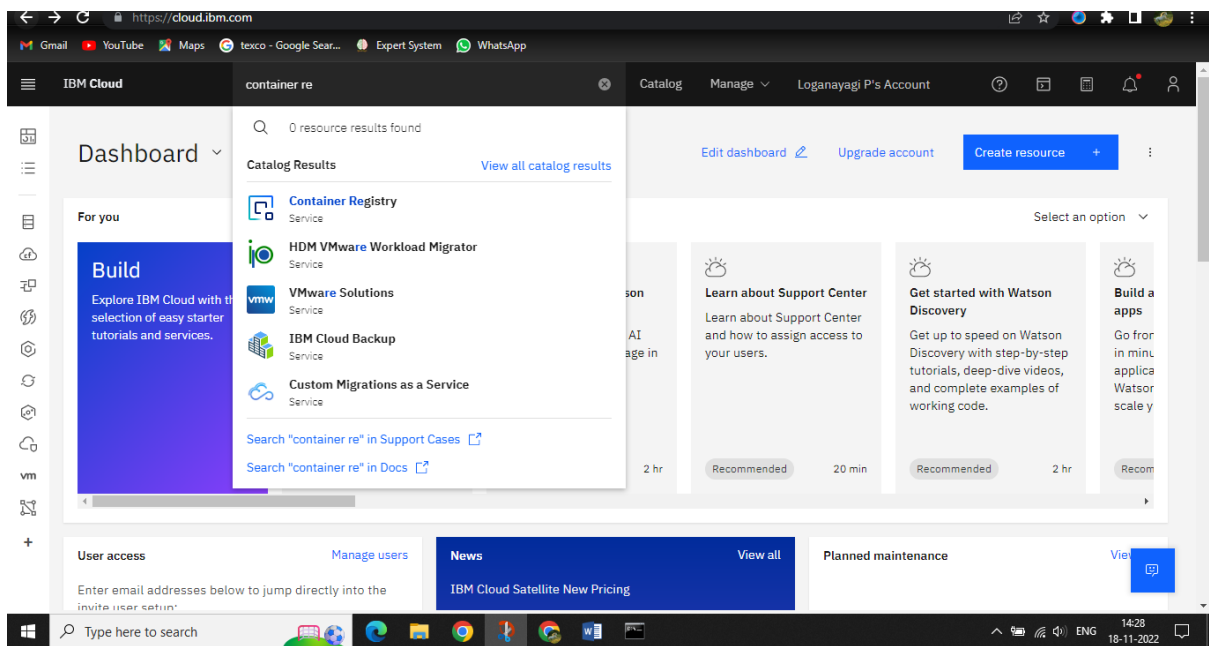 https://cloud.ibm.com
Gmail
YouTube
Maps
texco - Google Sear...
Expert System
WhatsApp
IBM Cloud
container re
Catalog
Manage
Loganayagi P's Account
0 resource results found
Dashboard
Edit dashboard
Upgrade account
Create resource +
Catalog Results
View all catalog results
For you
Select an option
Container Registry
Service
HDM VMware Workload Migrator
Service
vmw
VMware Solutions
Service
IBM Cloud Backup
Service
Custom Migrations as a Service
Service
Search "container re" in Support Cases
Search "container re" in Docs
Build
Explore IBM Cloud with th
selection of easy starter
tutorials and services.
son
AI
age in
2 hr
Learn about Support Center
Learn about Support Center
and how to assign access to
your users.
Recommended
20 min
Get started with Watson
Discovery
Get up to speed on Watson
Discovery with step-by-step
tutorials, deep-dive videos,
and complete examples of
working code.
Recommended
2 hr
Build a
apps
Go fror
in minu
applica
Watsor
scale y
Recom
vm
User access
Manage users
Enter email addresses below to jump directly into the
invite user setup:
News
View all
IBM Cloud Satellite New Pricing
Planned maintenance
View
Type here to search
ENG
14:28
18-11-2022